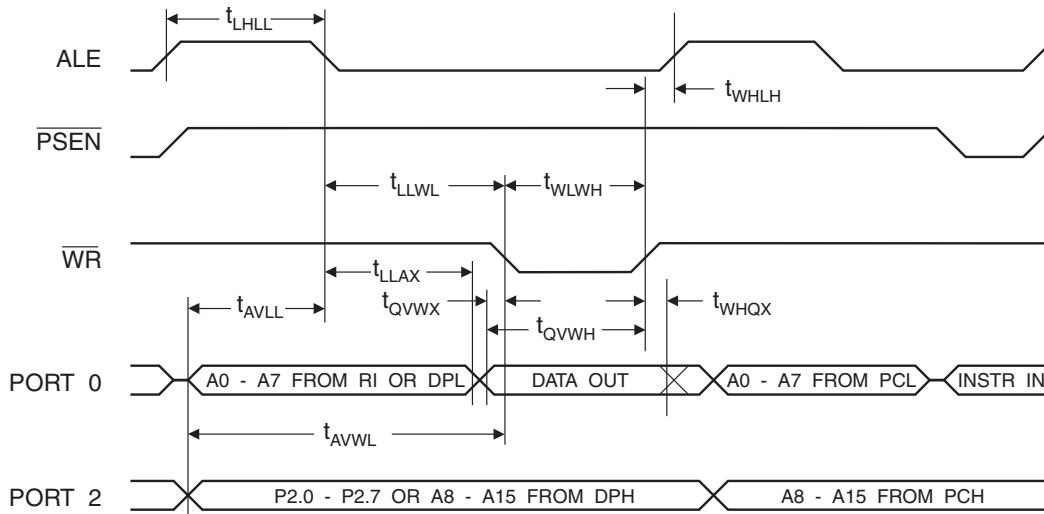 tLHLL
ALE
tWHLH
PSEN
tLLWL
tWLWH
WR
tLLAX
tQVWX
tWHQX
tAVLL
tQVWH
PORT 0
A0 - A7 FROM RI OR DPL
DATA OUT
A0 - A7 FROM PCL
INSTR IN
tAVWL
PORT 2
P2.0 - P2.7 OR A8 - A15 FROM DPH
A8 - A15 FROM PCH